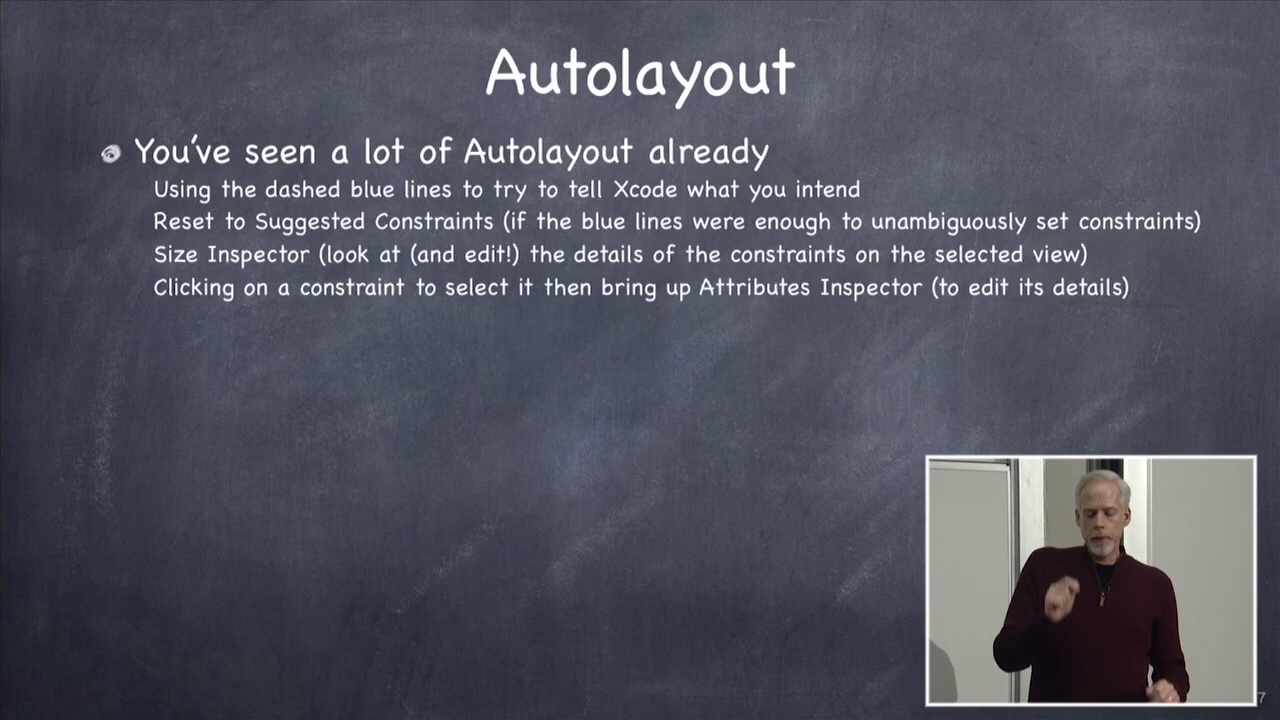 Autolayout
You've seen a lot of Autolayout already
Using the dashed blue lines to try to tell Xcode what you intend
Reset to Suggested Constraints (if the blue lines were enough to unambiguously set constraints)
Size Inspector (look at (and edit!) the details of the constraints on the selected view)
Clicking on a constraint to select it then bring up Attributes Inspector (to edit its details)
7